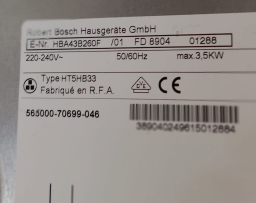 Robert Bosch Hausgeräte GmbH
E-Nr. HBA43B260F /01 FD 8904 01288
220-240V~ 50/60Hz max.3,5KW
Type HT5HB33
Fabriqué en R.F.A.
565000-70699-046
389040249615012884